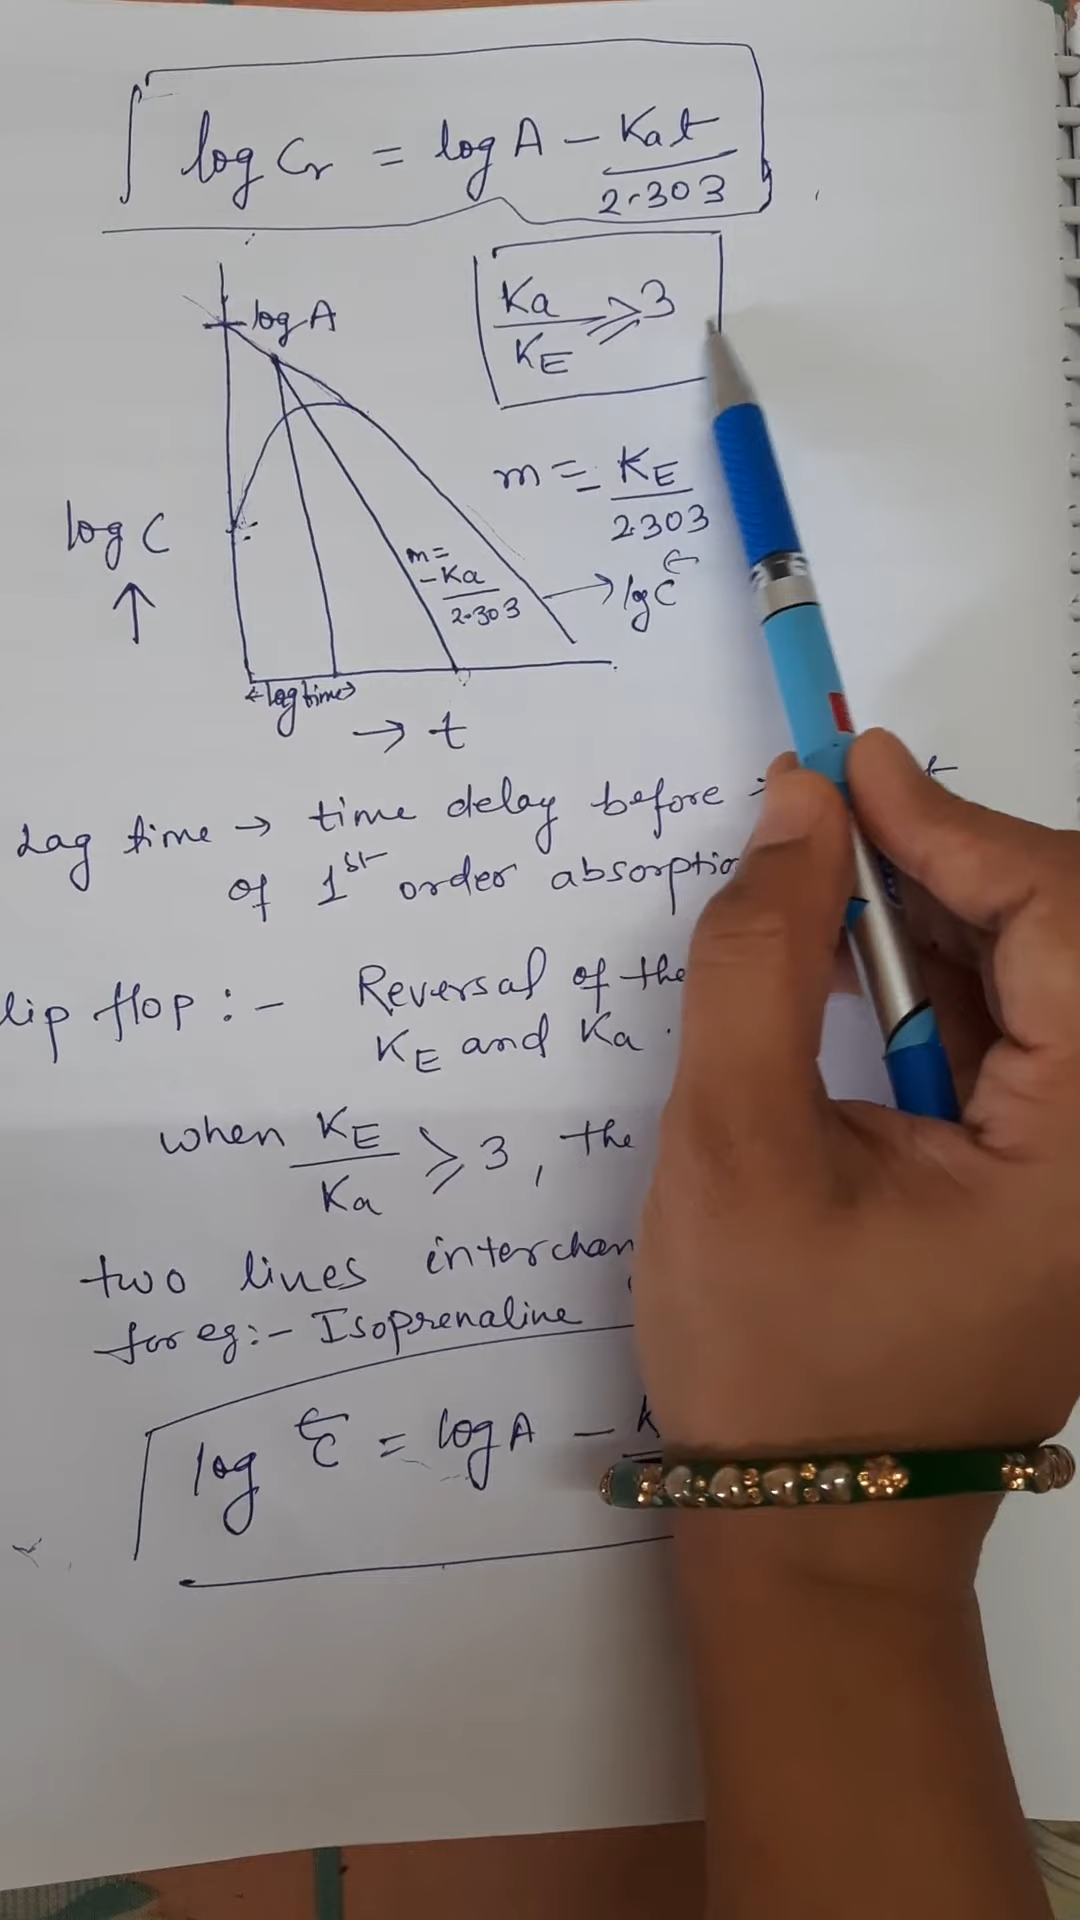 log Cr = log A - Kat/2.303
log A
Ka/KE ⩾ 3
m = - KE/2.303
log C
m = -Ka/2.303
log C←
←lag time→
→ t
Lag time → time delay before
of 1st order absorption
lip flop :- Reversal of the
KE and Ka .
when KE/Ka ⩾ 3, the
two lines interchan
for eg:- Isoprenaline
log C← = log A - K